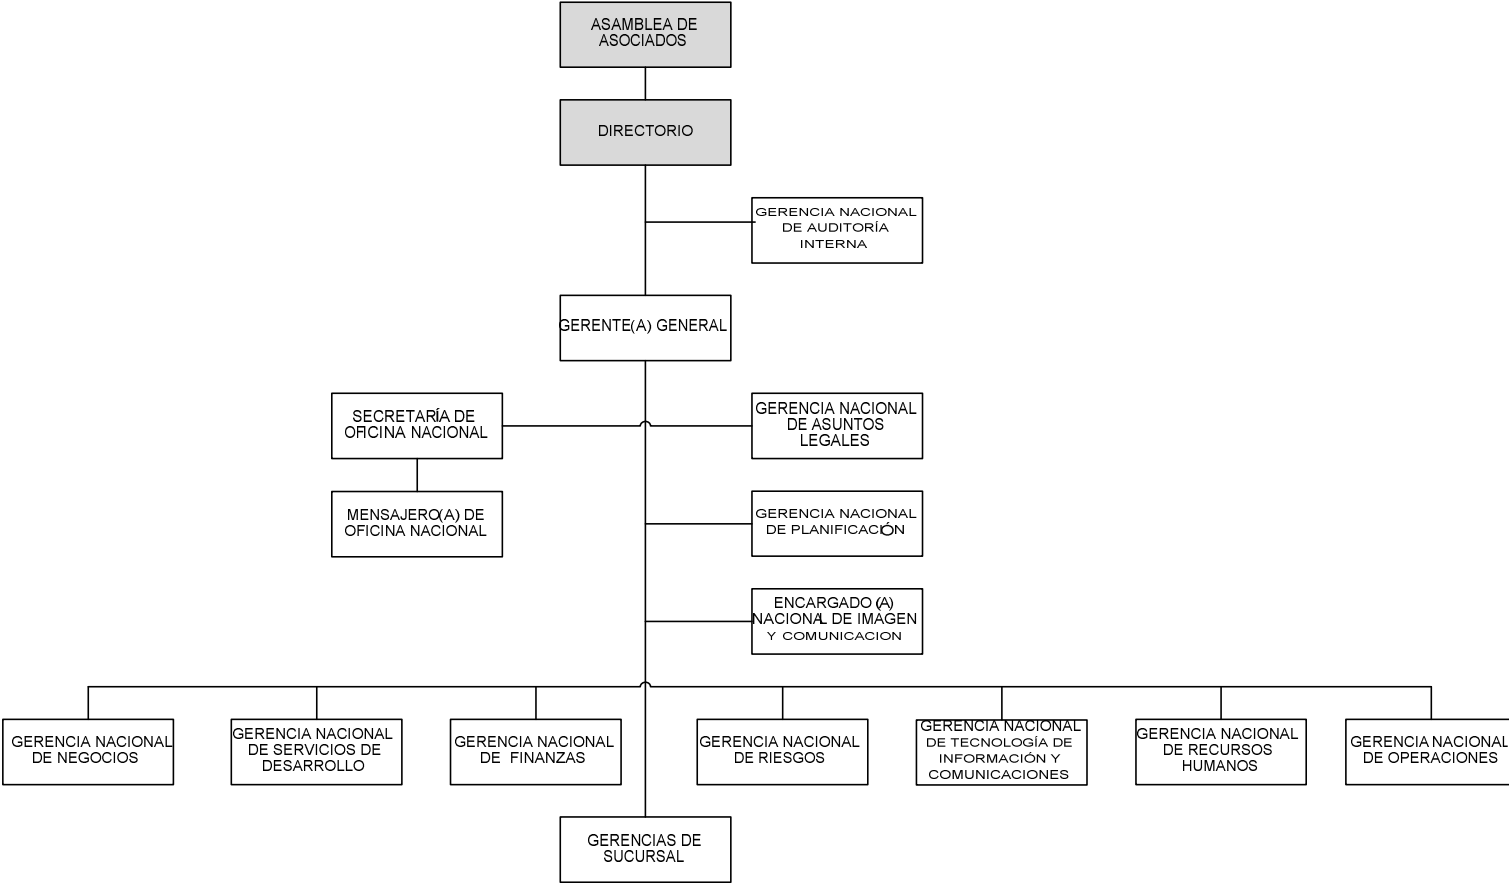 ASAMBLEA DE
ASOCIADOS
DIRECTORIO
GERENCIA NACIONAL
DE AUDITORÍA
INTERNA
GERENTE(A) GENERAL
SECRETARÍA DE
OFICINA NACIONAL
GERENCIA NACIONAL
DE ASUNTOS
LEGALES
MENSAJERO(A) DE
OFICINA NACIONAL
GERENCIA NACIONAL
DE PLANIFICACIÓN
ENCARGADO (A)
NACIONAL DE IMAGEN
Y COMUNICACION
GERENCIA NACIONAL
DE NEGOCIOS
GERENCIA NACIONAL
DE SERVICIOS DE
DESARROLLO
GERENCIA NACIONAL
DE FINANZAS
GERENCIA NACIONAL
DE RIESGOS
GERENCIA NACIONAL
DE TECNOLOGÍA DE
INFORMACIÓN Y
COMUNICACIONES
GERENCIA NACIONAL
DE RECURSOS
HUMANOS
GERENCIA NACIONAL
DE OPERACIONES
GERENCIAS DE
SUCURSAL